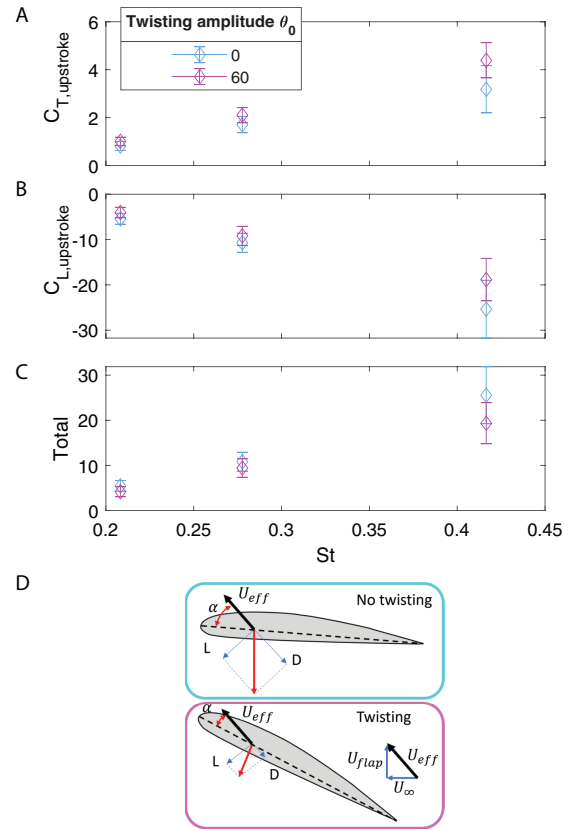 A
Twisting amplitude θ₀
0
60
C_T,upstroke
6
4
2
0
B
C_L,upstroke
0
-10
-20
-30
C
Total
30
20
10
0
0.2 0.25 0.3 0.35 0.4 0.45
St
D
No twisting
U_eff
α
L
D
Twisting
U_eff
α
L
D
U_flap
U_eff
U_∞